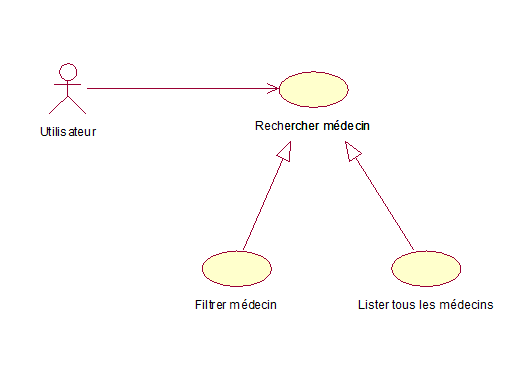 Utilisateur
Rechercher médecin
Filtrer médecin
Lister tous les médecins